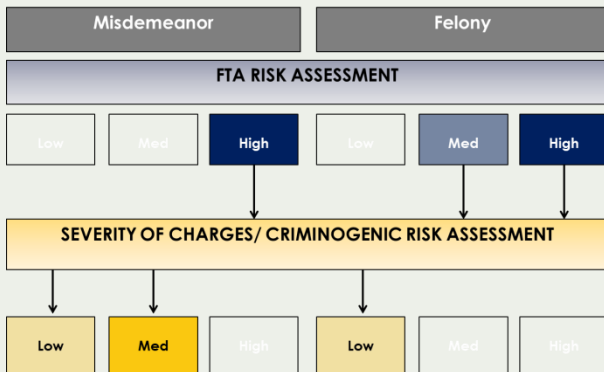 Misdemeanor Felony
FTA RISK ASSESSMENT
Low Med High Low Med High
SEVERITY OF CHARGES/ CRIMINOGENIC RISK ASSESSMENT
Low Med High Low Med High